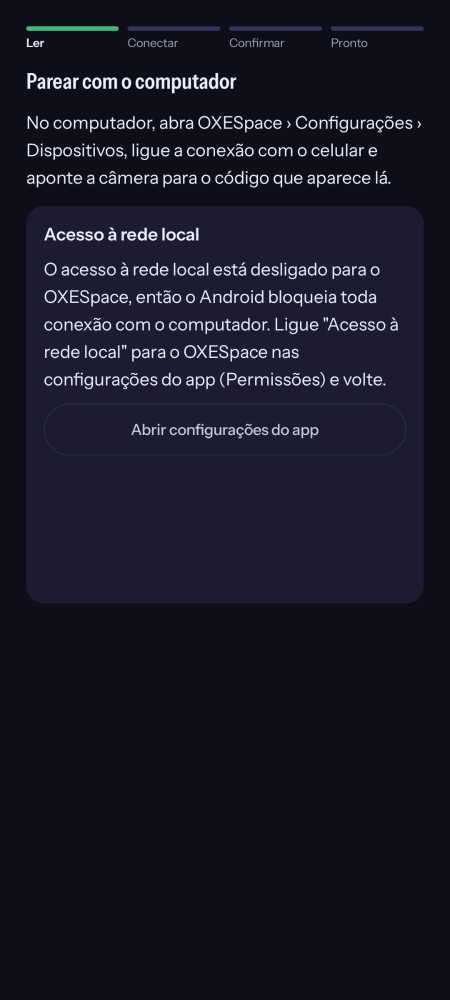 Ler
Conectar
Confirmar
Pronto
Parear com o computador
No computador, abra OXESpace › Configurações ›
Dispositivos, ligue a conexão com o celular e
aponte a câmera para o código que aparece lá.
Acesso à rede local
O acesso à rede local está desligado para o
OXESpace, então o Android bloqueia toda
conexão com o computador. Ligue "Acesso à
rede local" para o OXESpace nas
configurações do app (Permissões) e volte.
Abrir configurações do app